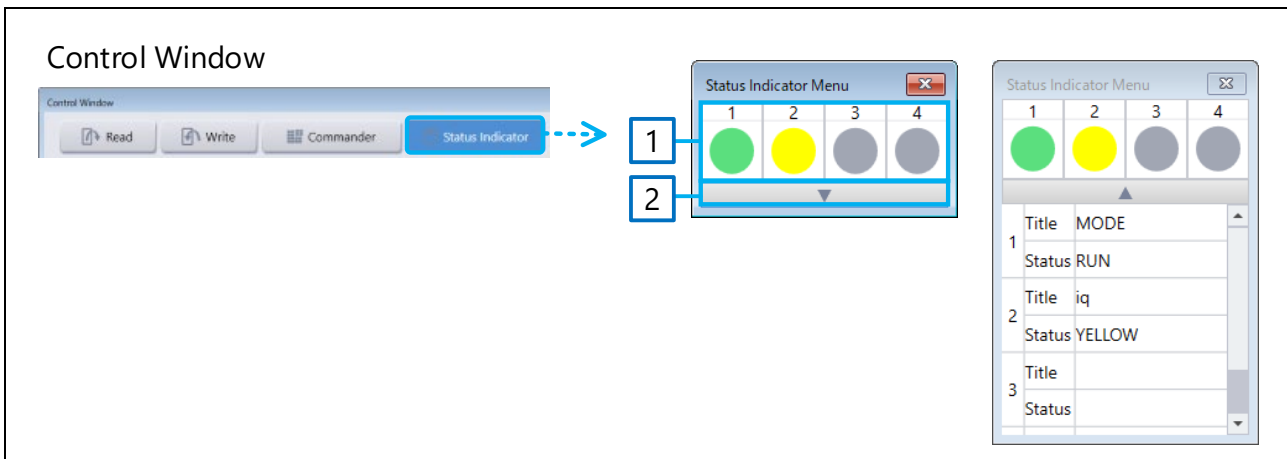 Control Window
Control Window
Read Write Commander Status Indicator
1
2
Status Indicator Menu
1 2 3 4
▼
Status Indicator Menu
1 2 3 4
▲
1
Title MODE
Status RUN
2
Title iq
Status YELLOW
3
Title
Status